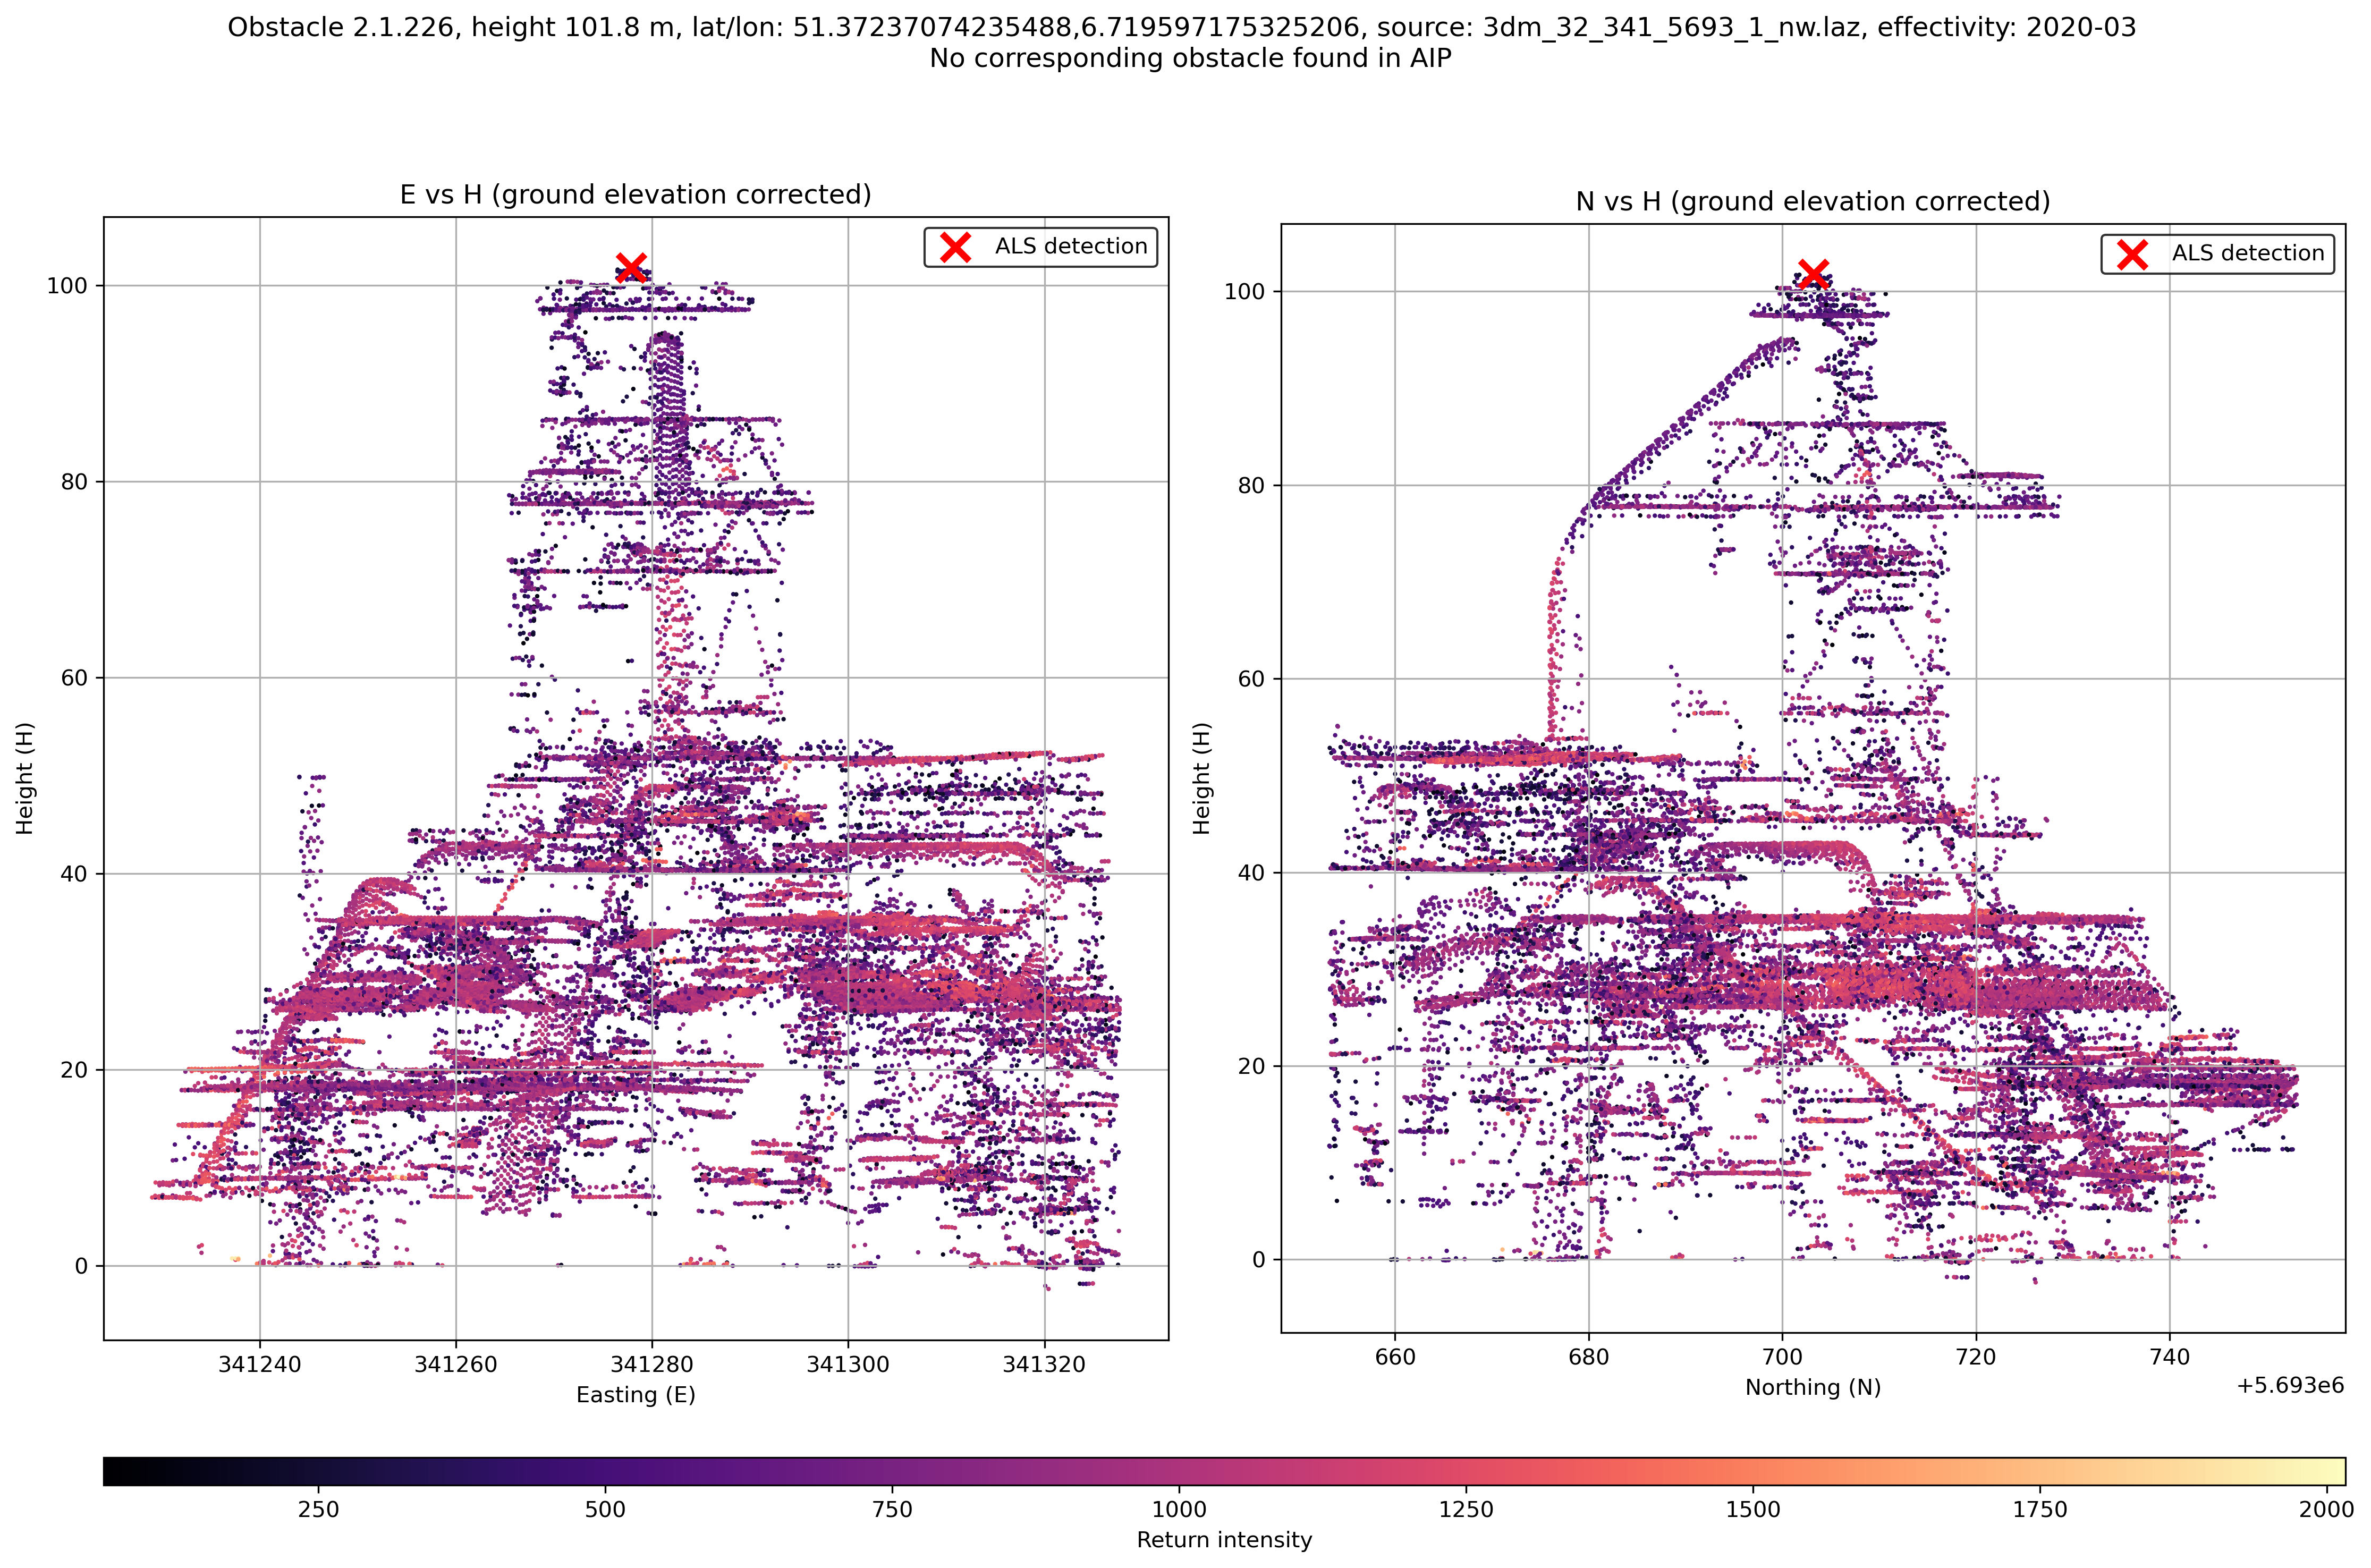 Obstacle 2.1.226, height 101.8 m, lat/lon: 51.37237074235488,6.719597175325206, source: 3dm_32_341_5693_1_nw.laz, effectivity: 2020-03
No corresponding obstacle found in AIP
E vs H (ground elevation corrected)
ALS detection
100
80
60
40
20
0
Height (H)
341240
341260
341280
341300
341320
Easting (E)
N vs H (ground elevation corrected)
ALS detection
100
80
60
40
20
0
Height (H)
660
680
700
720
740
+5.693e6
Northing (N)
250
500
750
1000
1250
1500
1750
2000
Return intensity